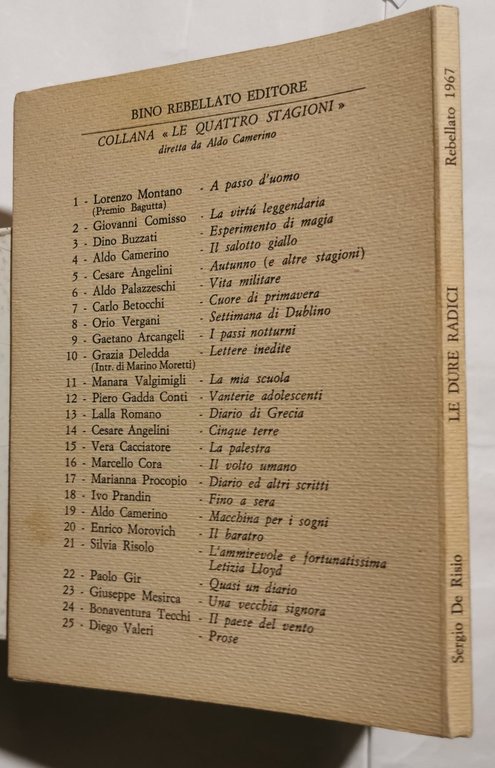 BINO REBELLATO EDITORE
COLLANA « LE QUATTRO STAGIONI »
diretta da Aldo Camerino
1 - Lorenzo Montano - A passo d'uomo
(Premio Bagutta)
2 - Giovanni Comisso - La virtú leggendaria
3 - Dino Buzzati - Esperimento di magia
4 - Aldo Camerino - Il salotto giallo
5 - Cesare Angelini - Autunno (e altre stagioni)
6 - Aldo Palazzeschi - Vita militare
7 - Carlo Betocchi - Cuore di primavera
8 - Orio Vergani - Settimana di Dublino
9 - Gaetano Arcangeli - I passi notturni
10 - Grazia Deledda - Lettere inedite
(Intr. di Marino Moretti)
11 - Manara Valgimigli - La mia scuola
12 - Piero Gadda Conti - Vanterie adolescenti
13 - Lalla Romano - Diario di Grecia
14 - Cesare Angelini - Cinque terre
15 - Vera Cacciatore - La palestra
16 - Marcello Cora - Il volto umano
17 - Marianna Procopio - Diario ed altri scritti
18 - Ivo Prandin - Fino a sera
19 - Aldo Camerino - Macchina per i sogni
20 - Enrico Morovich - Il baratro
21 - Silvia Risolo - L'ammirevole e fortunatissima
Letizia Lloyd
22 - Paolo Gir - Quasi un diario
23 - Giuseppe Mesirca - Una vecchia signora
24 - Bonaventura Tecchi - Il paese del vento
25 - Diego Valeri - Prose
Sergio De Risio LE DURE RADICI Rebellato 1967